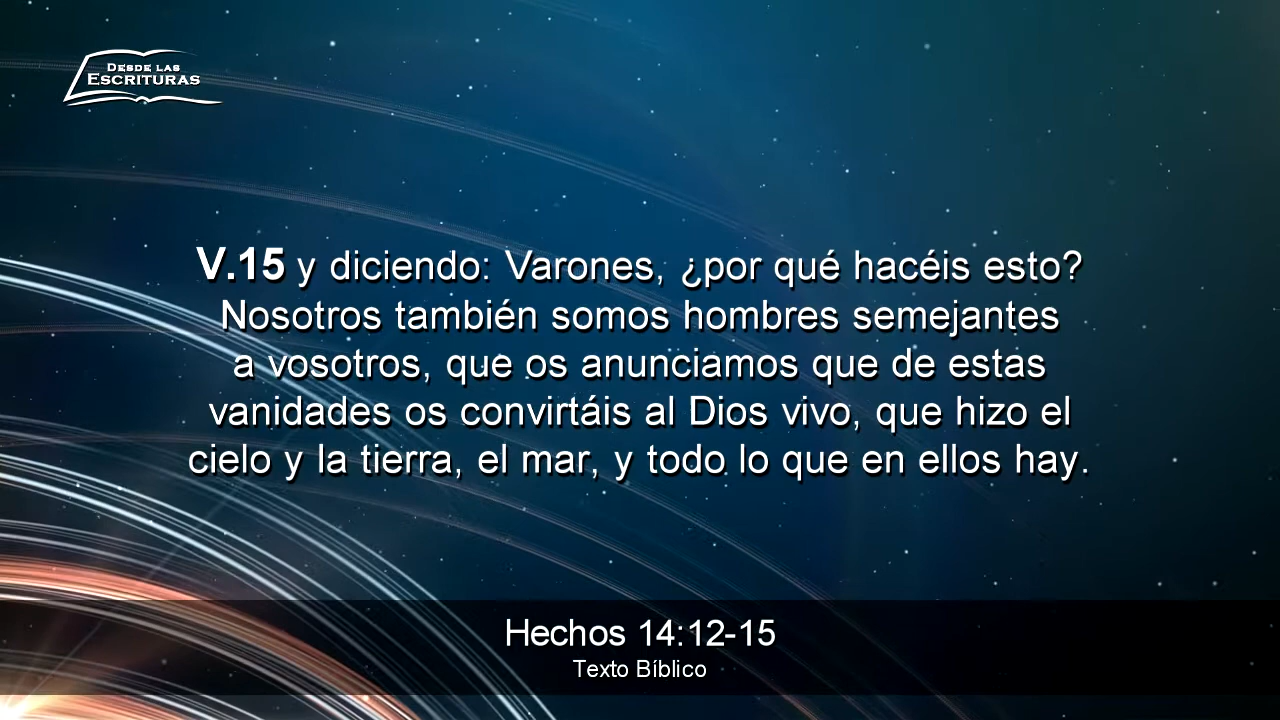 DESDE LAS
ESCRITURAS
V.15 y diciendo: Varones, ¿por qué hacéis esto?
Nosotros también somos hombres semejantes
a vosotros, que os anunciamos que de estas
vanidades os convirtáis al Dios vivo, que hizo el
cielo y la tierra, el mar, y todo lo que en ellos hay.
Hechos 14:12-15
Texto Bíblico